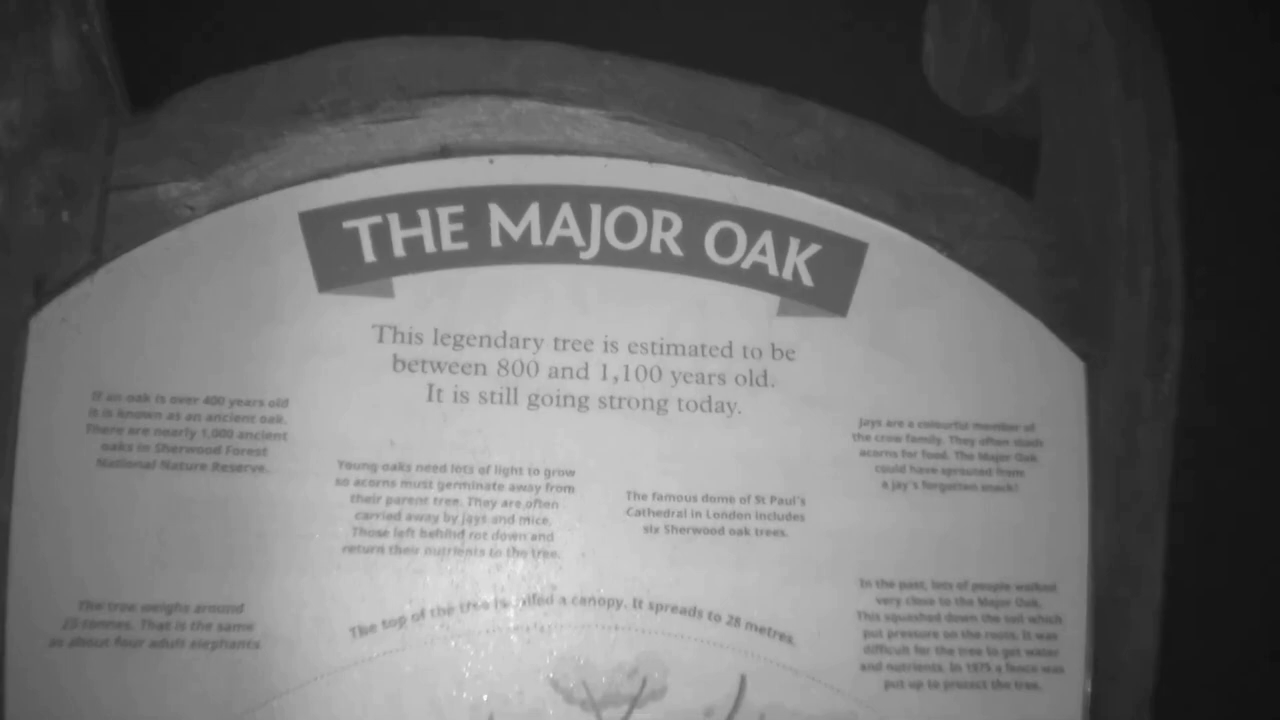 THE MAJOR OAK
This legendary tree is estimated to be
between 800 and 1,100 years old.
It is still going strong today.
If an oak is over 400 years old
it is known as an ancient oak.
There are nearly 1,000 ancient
oaks in Sherwood Forest
National Nature Reserve.
Young oaks need lots of light to grow
so acorns must germinate away from
their parent tree. They are often
carried away by jays and mice.
Those left behind rot down and
return their nutrients to the tree.
The famous dome of St Paul's
Cathedral in London includes
six Sherwood oak trees.
Jays are a colourful member of
the crow family. They often stash
acorns for food. The Major Oak
could have sprouted from
a jay's forgotten snack!
The tree weighs around
tonnes. That is the same
as about four adult elephants.
The top of the tree is called a canopy. It spreads to 28 metres.
In the past, lots of people walked
very close to the Major Oak.
This squashed down the soil which
put pressure on the roots. It was
difficult for the tree to get water
and nutrients. In 1975 a fence was
put up to protect the tree.